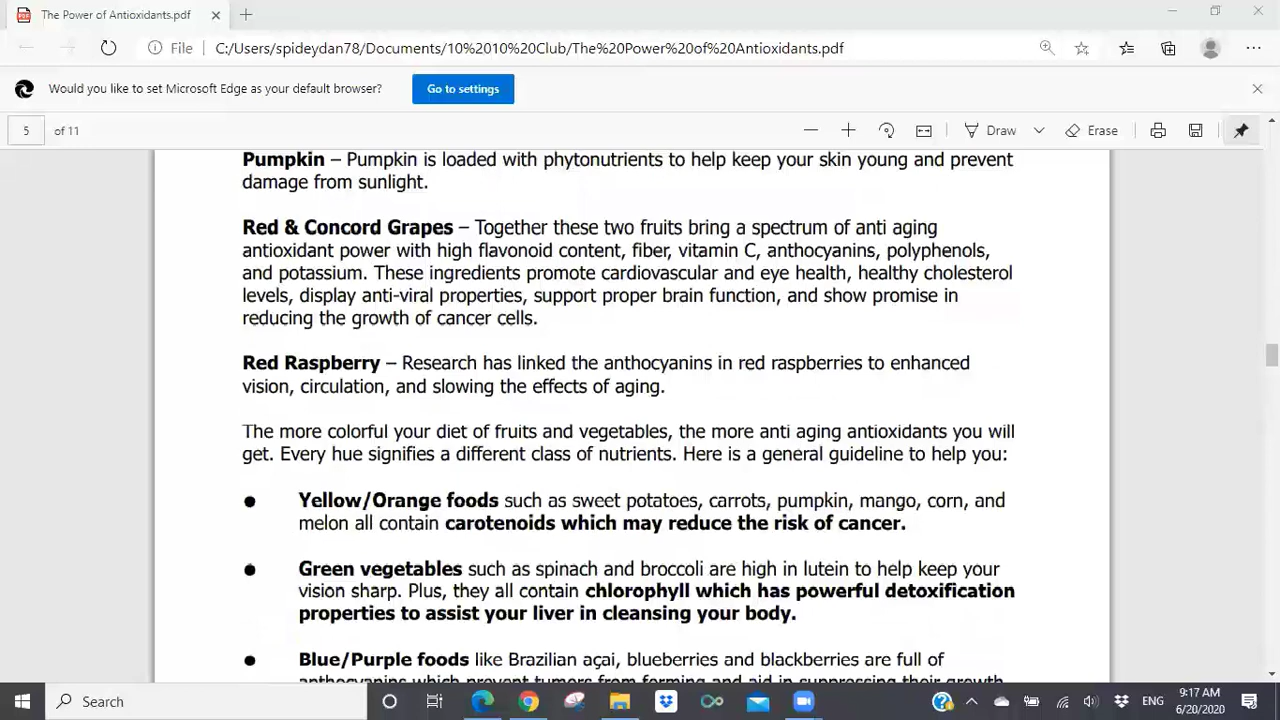 The Power of Antioxidants.pdf
File C:/Users/spideydan78/Documents/10%2010%20Club/The%20Power%20of%20Antioxidants.pdf
Would you like to set Microsoft Edge as your default browser? Go to settings
5 of 11 Draw Erase
Pumpkin – Pumpkin is loaded with phytonutrients to help keep your skin young and prevent
damage from sunlight.
Red & Concord Grapes – Together these two fruits bring a spectrum of anti aging
antioxidant power with high flavonoid content, fiber, vitamin C, anthocyanins, polyphenols,
and potassium. These ingredients promote cardiovascular and eye health, healthy cholesterol
levels, display anti-viral properties, support proper brain function, and show promise in
reducing the growth of cancer cells.
Red Raspberry – Research has linked the anthocyanins in red raspberries to enhanced
vision, circulation, and slowing the effects of aging.
The more colorful your diet of fruits and vegetables, the more anti aging antioxidants you will
get. Every hue signifies a different class of nutrients. Here is a general guideline to help you:
● Yellow/Orange foods such as sweet potatoes, carrots, pumpkin, mango, corn, and
melon all contain carotenoids which may reduce the risk of cancer.
● Green vegetables such as spinach and broccoli are high in lutein to help keep your
vision sharp. Plus, they all contain chlorophyll which has powerful detoxification
properties to assist your liver in cleansing your body.
● Blue/Purple foods like Brazilian açai, blueberries and blackberries are full of
anthocyanins which prevent tumors from forming and aid in suppressing their growth
Search
ENG
9:17 AM
6/20/2020